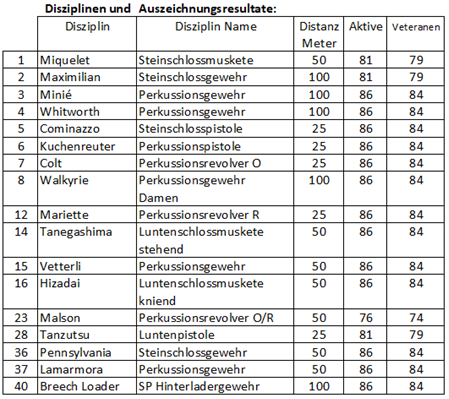 Disziplinen und Auszeichnungsresultate:
Disziplin Disziplin Name Distanz Aktive Veteranen
Meter
1 Miquelet Steinschlossmuskete 50 81 79
2 Maximilian Steinschlossgewehr 100 81 79
3 Minié Perkussionsgewehr 100 86 84
4 Whitworth Perkussionsgewehr 100 86 84
5 Cominazzo Steinschlosspistole 25 86 84
6 Kuchenreuter Perkussionspistole 25 86 84
7 Colt Perkussionsrevolver O 25 86 84
8 Walkyrie Perkussionsgewehr 100 86 84
Damen
12 Mariette Perkussionsrevolver R 25 86 84
14 Tanegashima Luntenschlossmuskete 50 86 84
stehend
15 Vetterli Perkussionsgewehr 50 86 84
16 Hizadai Luntenschlossmuskete 50 86 84
kniend
23 Malson Perkussionsrevolver O/R 50 76 74
28 Tanzutsu Luntenpistole 25 81 79
36 Pennsylvania Steinschlossgewehr 50 86 84
37 Lamarmora Perkussionsgewehr 50 86 84
40 Breech Loader SP Hinterladergewehr 100 86 84